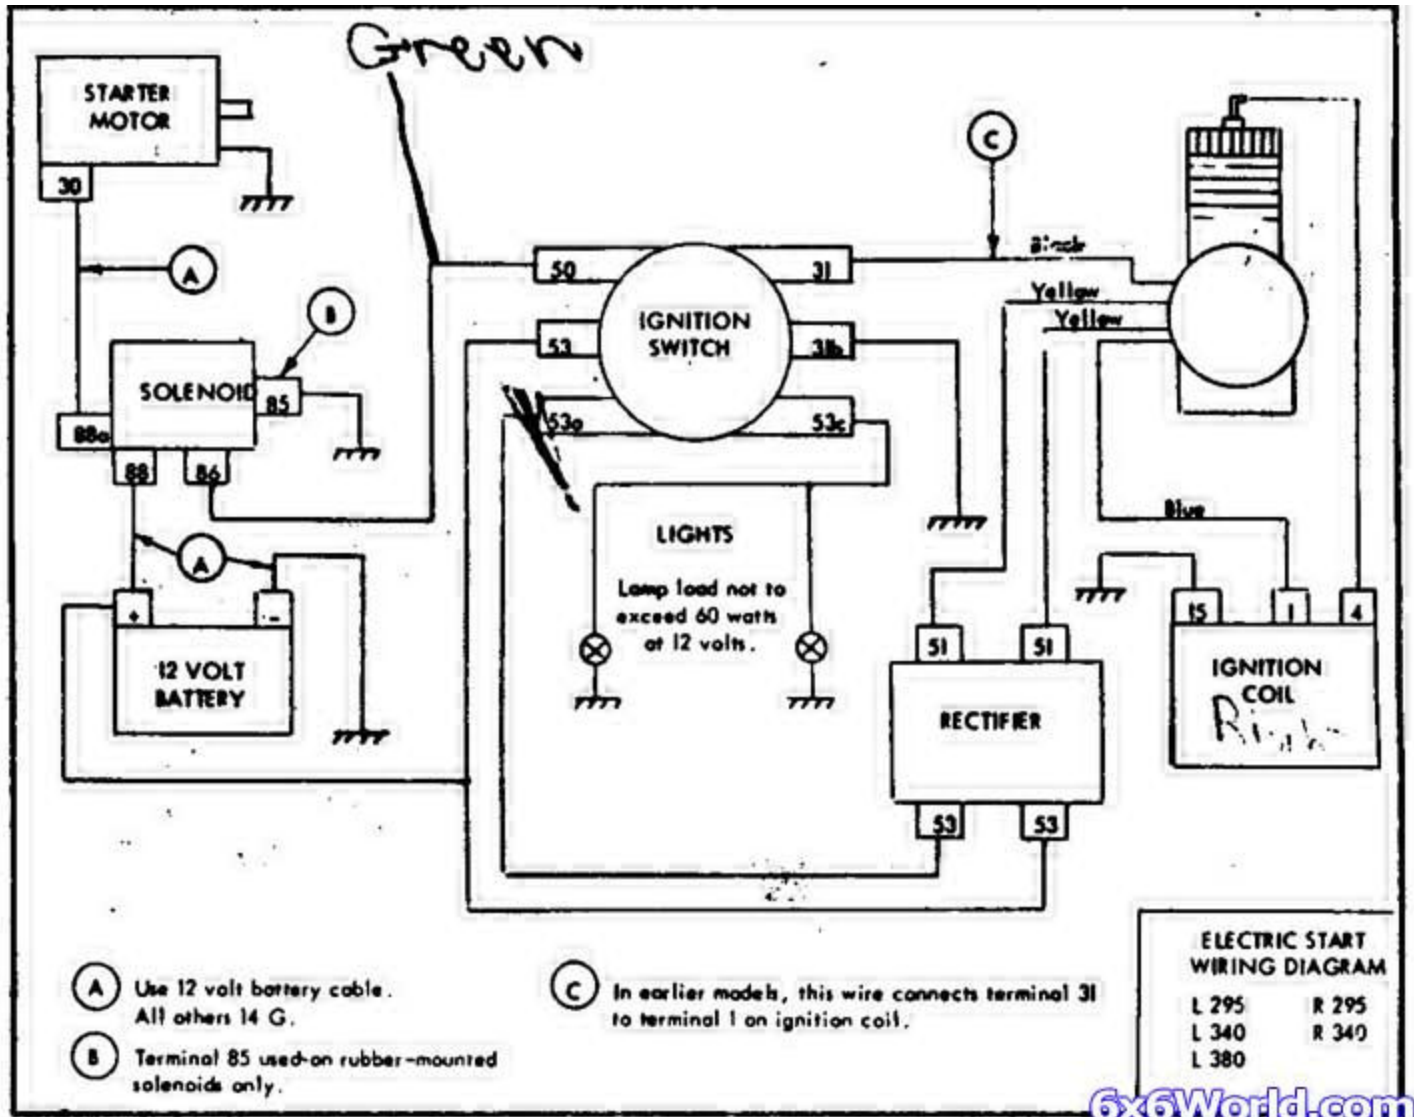 Green
STARTER
MOTOR
30
A
B
C
SOLENOID
85
88a
88
86
A
+
-
12 VOLT
BATTERY
50
53
53a
31
31b
53c
IGNITION
SWITCH
LIGHTS
Lamp load not to
exceed 60 watts
at 12 volts.
Black
Yellow
Yellow
Blue
51
51
RECTIFIER
53
53
15
1
4
IGNITION
COIL
A Use 12 volt battery cable.
All others 14 G.
B Terminal 85 used on rubber-mounted
solenoids only.
C In earlier models, this wire connects terminal 31
to terminal 1 on ignition coil.
ELECTRIC START
WIRING DIAGRAM
L 295 R 295
L 340 R 340
L 380
6x6World.com